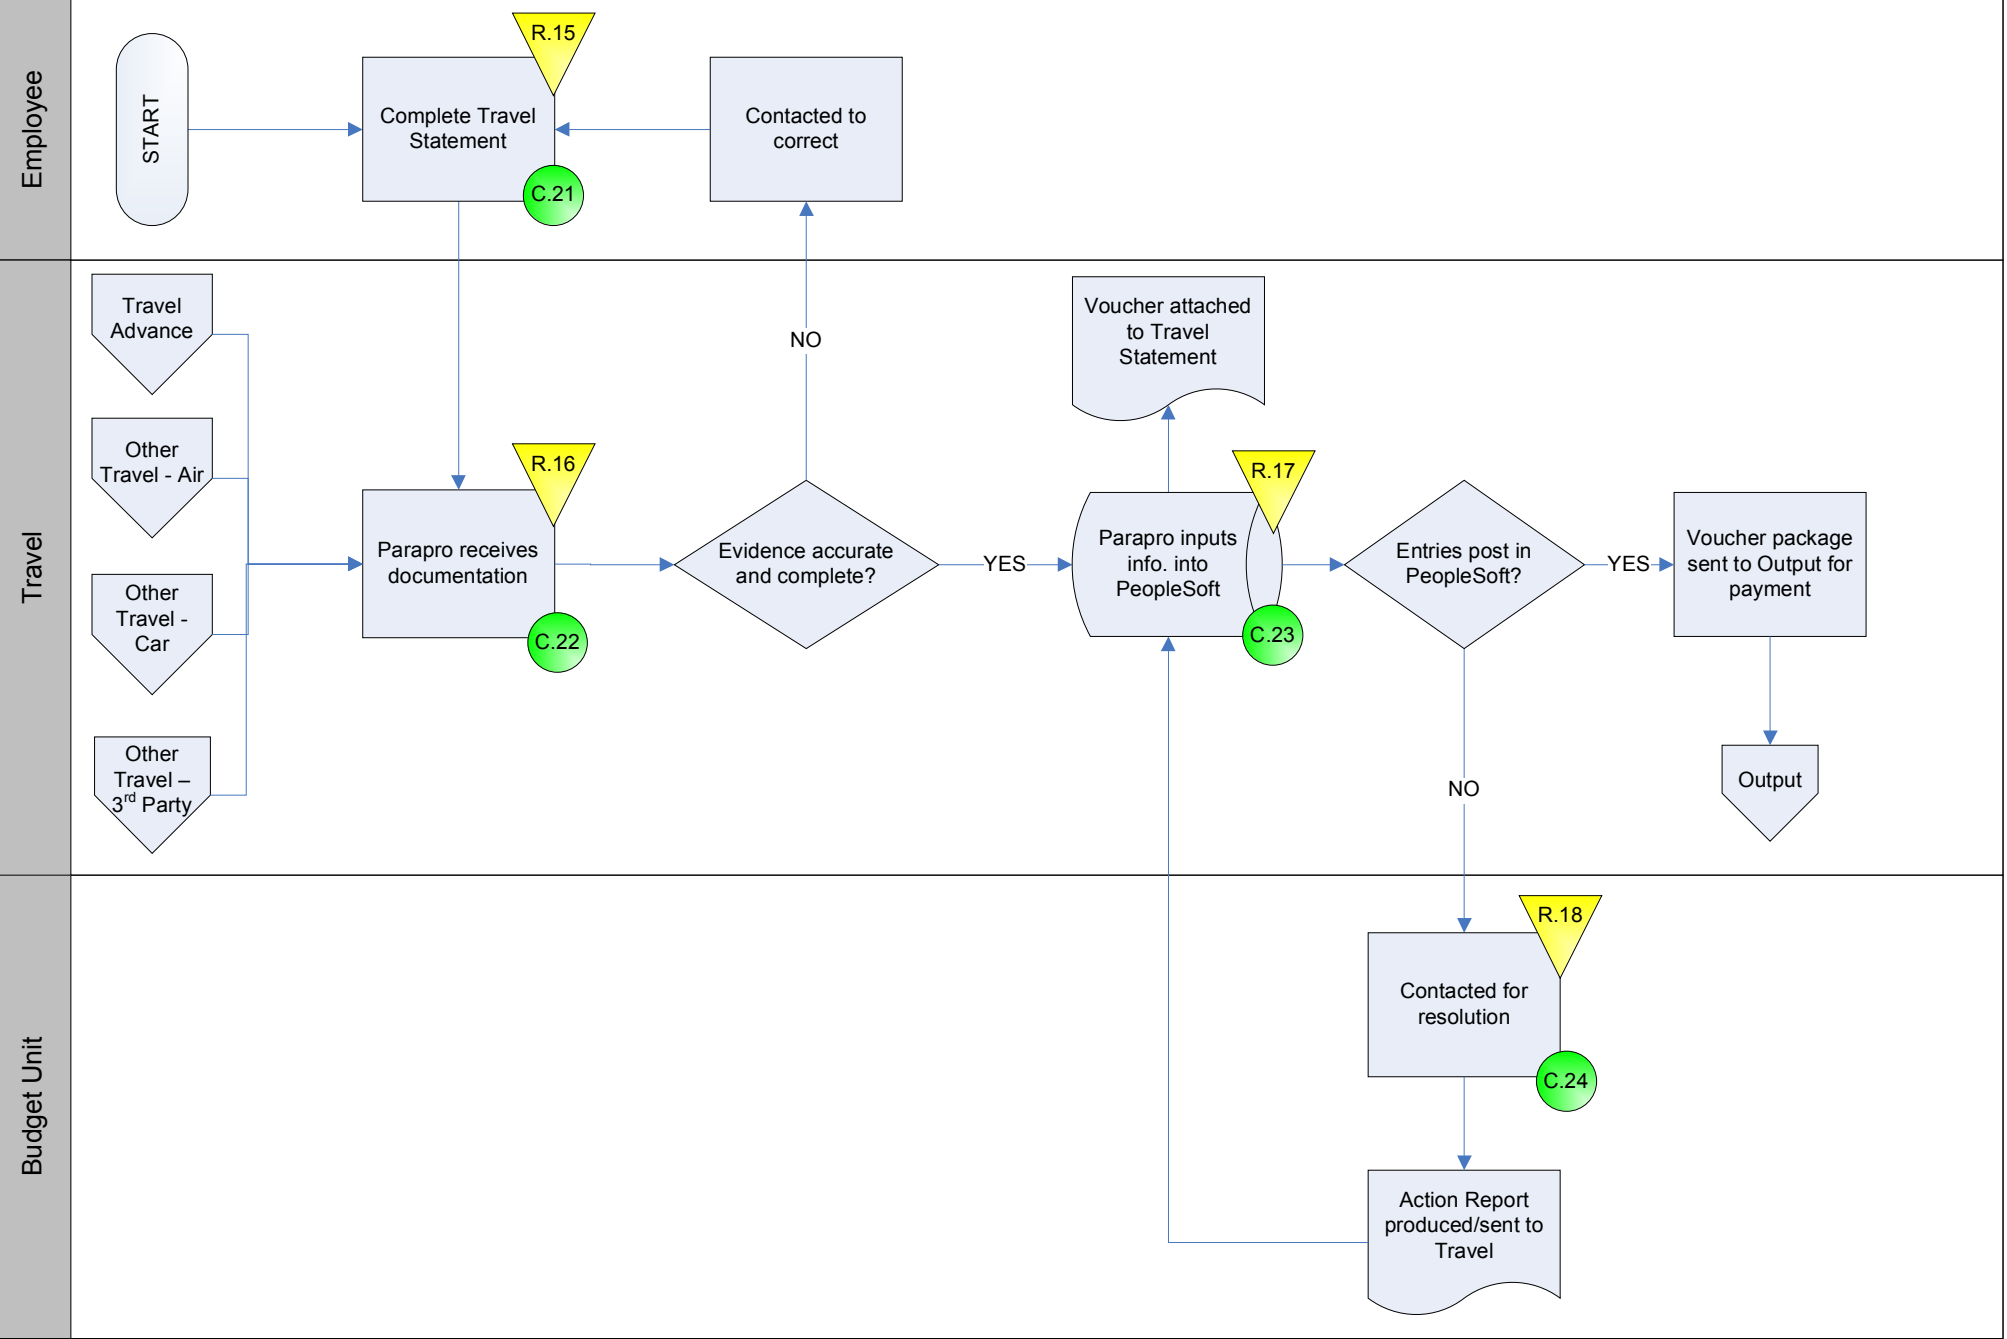 Employee
START
R.15
Complete Travel
Statement
C.21
Contacted to
correct
Travel
Travel
Advance
Other
Travel - Air
Other
Travel -
Car
Other
Travel –
3rd Party
R.16
Parapro receives
documentation
C.22
NO
Evidence accurate
and complete?
YES
Voucher attached
to Travel
Statement
R.17
Parapro inputs
info. into
PeopleSoft
C.23
Entries post in
PeopleSoft?
YES
Voucher package
sent to Output for
payment
NO
Output
Budget Unit
R.18
Contacted for
resolution
C.24
Action Report
produced/sent to
Travel